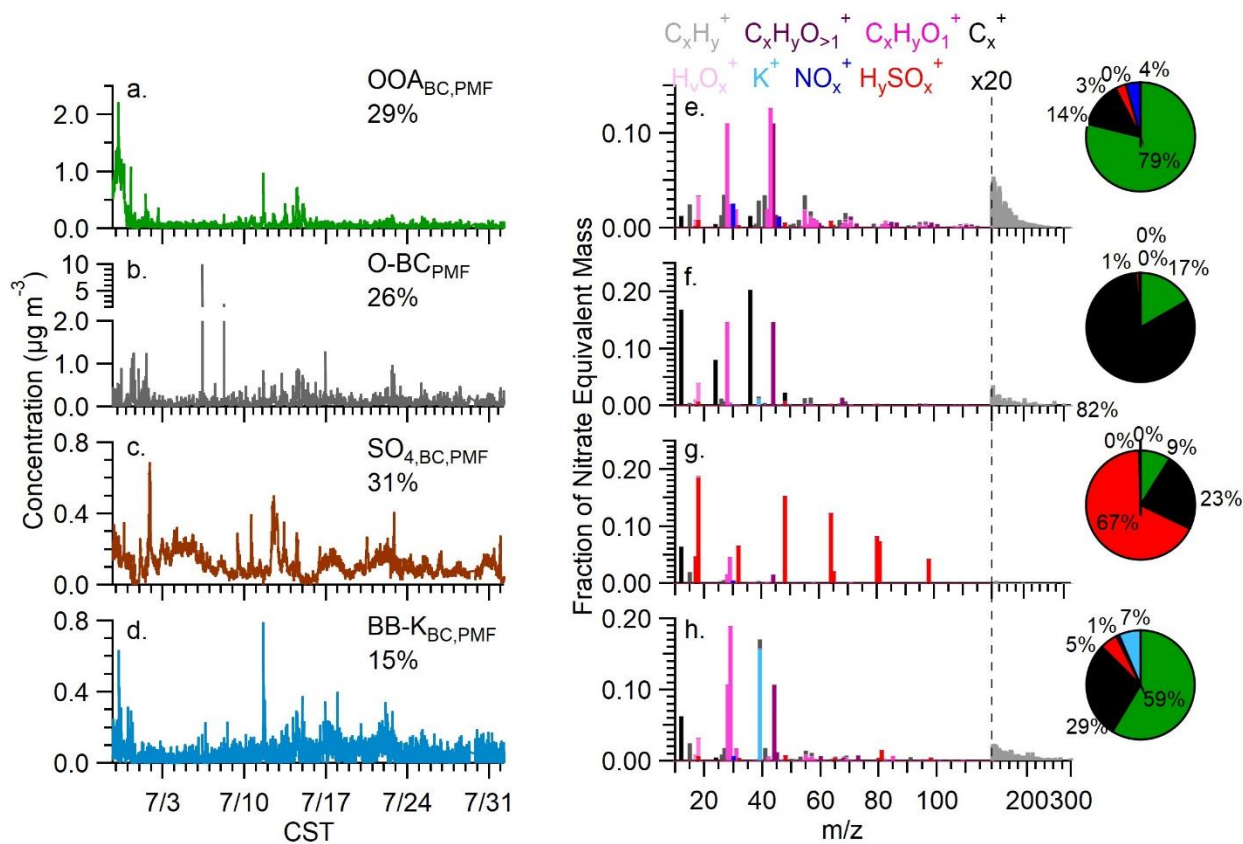 CxHy+ CxHyO>1+ CxHyO1+ Cx+
HyOx+ K+ NOx+ HySOx+ x20
a. OOABC,PMF
29%
2.0
1.0
0.0
b. O-BCPMF
26%
10
5
2.0
1.0
0.0
c. SO4,BC,PMF
31%
0.8
0.4
0.0
d. BB-KBC,PMF
15%
0.8
0.4
0.0
Concentration (µg m⁻³)
7/3 7/10 7/17 7/24 7/31
CST
e.
0.10
0.00
f.
0.20
0.10
0.00
g.
0.20
0.10
0.00
h.
0.20
0.10
0.00
Fraction of Nitrate Equivalent Mass
20 40 60 80 100 200 300
m/z
0% 4%
3%
14%
79%
0%
1% 0% 17%
82%
0% 0% 9%
23%
67%
1% 7%
5%
59%
29%